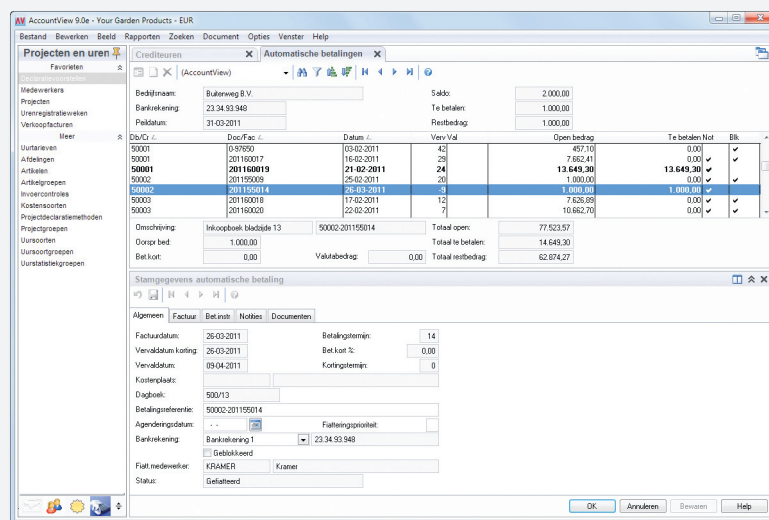 AccountView 9.0e - Your Garden Products - EUR
Bestand Bewerken Beeld Rapporten Zoeken Document Opties Venster Help
Projecten en uren
Favorieten
Declaratievoorstellen
Medewerkers
Projecten
Urenregistratieweken
Verkoopfacturen
Meer
Uurtarieven
Afdelingen
Artikelen
Artikelgroepen
Invoercontroles
Kostensoorten
Projectdeclaratiemethoden
Projectgroepen
Uursoorten
Uursoortgroepen
Uurstatistiekgroepen
Crediteuren X Automatische betalingen X
(AccountView)
Bedrijfsnaam: Buitenweg B.V. Saldo: 2.000,00
Bankrekening: 23.34.93.948 Te betalen: 1.000,00
Peildatum: 31-03-2011 Restbedrag: 1.000,00
Db/Cr Doc/Fac Datum Verv Val Open bedrag Te betalen Not Blk
50001 0-97650 03-02-2011 42 457,10 0,00
50001 201160017 16-02-2011 29 7.662,41 0,00
50001 201160019 21-02-2011 24 13.649,30 13.649,30
50002 201155009 25-02-2011 20 1.000,00 0,00
50002 201155014 26-03-2011 -9 1.000,00 1.000,00
50003 201160018 17-02-2011 12 7.626,89 0,00
50003 201160020 22-02-2011 7 10.662,70 0,00
Omschrijving: Inkoopboek bladzijde 13 50002-201155014 Totaal open: 77.523,57
Oorspr bed: 1.000,00 Totaal te betalen: 14.649,30
Bet.kort: 0,00 Valutabedrag: 0,00 Totaal restbedrag: 62.874,27
Stamgegevens automatische betaling
Algemeen Factuur Bet.instr Notities Documenten
Factuurdatum: 26-03-2011 Betalingstermijn: 14
Vervaldatum korting: 26-03-2011 Bet.kort %: 0,00
Vervaldatum: 09-04-2011 Kortingstermijn: 0
Kostenplaats:
Dagboek: 500/13
Betalingsreferentie: 50002-201155014
Agenderingsdatum: - - Fiatteringsprioriteit:
Bankrekening: Bankrekening 1 23.34.93.948
Geblokkeerd
Fiatt.medewerker: KRAMER Kramer
Status: Gefiatteerd
OK Annuleren Bewaren Help